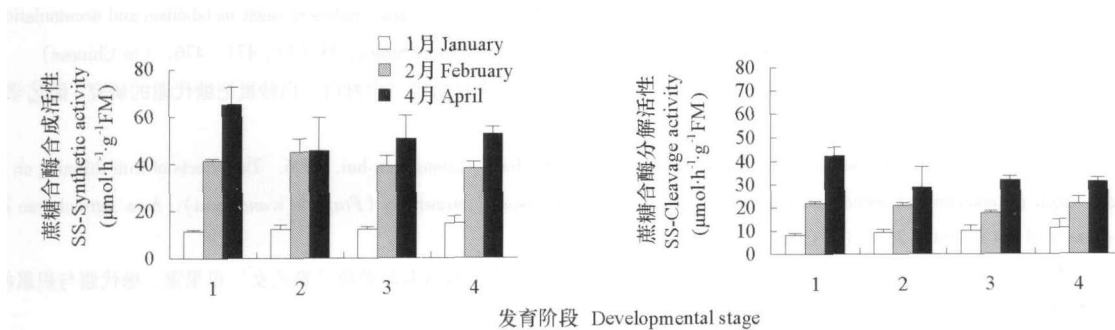 1月 January
2月 February
4月 April
蔗糖合酶合成活性
SS-Synthetic activity
(μmol·h⁻¹·g⁻¹FM)
80
60
40
20
0
1 2 3 4
蔗糖合酶分解活性
SS-Cleavage activity
(μmol·h⁻¹·g⁻¹FM)
80
70
60
50
40
30
20
10
0
1 2 3 4
发育阶段 Developmental stage